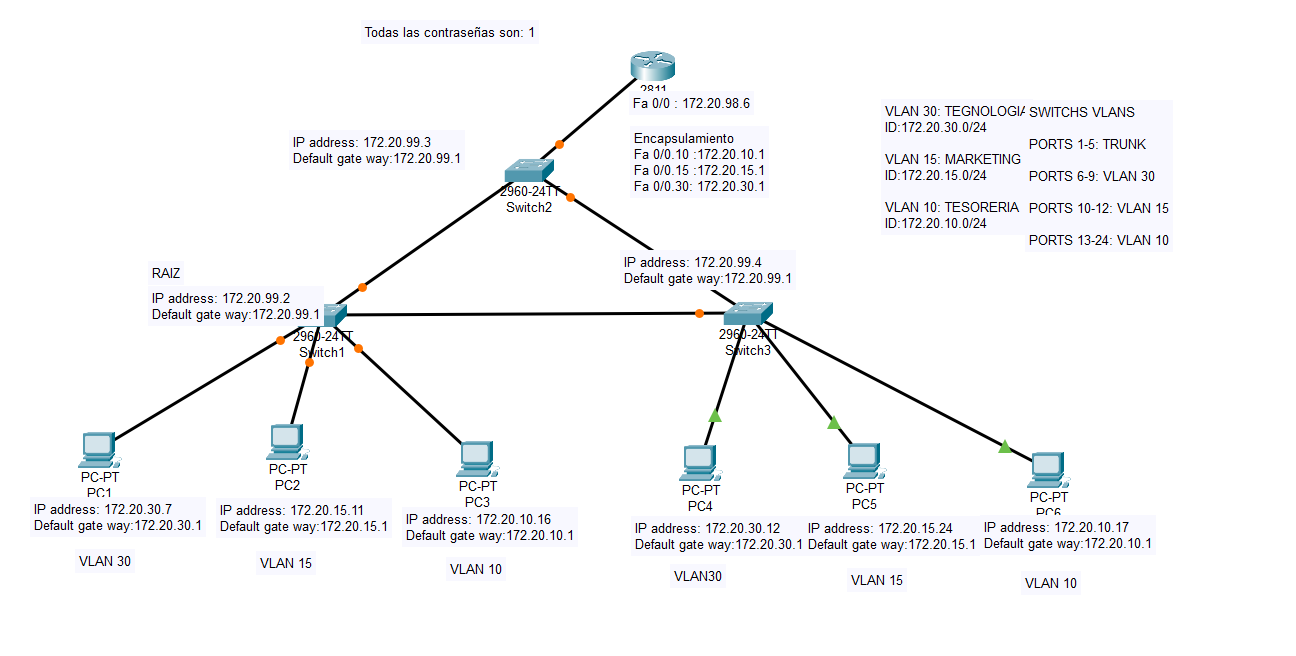 Todas las contraseñas son: 1
2811
Fa 0/0 : 172.20.98.6
Encapsulamiento
Fa 0/0.10 :172.20.10.1
Fa 0/0.15 :172.20.15.1
Fa 0/0.30: 172.20.30.1
IP address: 172.20.99.3
Default gate way:172.20.99.1
2960-24TT
Switch2
VLAN 30: TEGNOLOGIA
ID:172.20.30.0/24
VLAN 15: MARKETING
ID:172.20.15.0/24
VLAN 10: TESORERIA
ID:172.20.10.0/24
SWITCHS VLANS
PORTS 1-5: TRUNK
PORTS 6-9: VLAN 30
PORTS 10-12: VLAN 15
PORTS 13-24: VLAN 10
RAIZ
IP address: 172.20.99.2
Default gate way:172.20.99.1
2960-24TT
Switch1
IP address: 172.20.99.4
Default gate way:172.20.99.1
2960-24TT
Switch3
PC-PT
PC1
IP address: 172.20.30.7
Default gate way:172.20.30.1
VLAN 30
PC-PT
PC2
IP address: 172.20.15.11
Default gate way:172.20.15.1
VLAN 15
PC-PT
PC3
IP address: 172.20.10.16
Default gate way:172.20.10.1
VLAN 10
PC-PT
PC4
IP address: 172.20.30.12
Default gate way:172.20.30.1
VLAN30
PC-PT
PC5
IP address: 172.20.15.24
Default gate way:172.20.15.1
VLAN 15
PC-PT
PC6
IP address: 172.20.10.17
Default gate way:172.20.10.1
VLAN 10